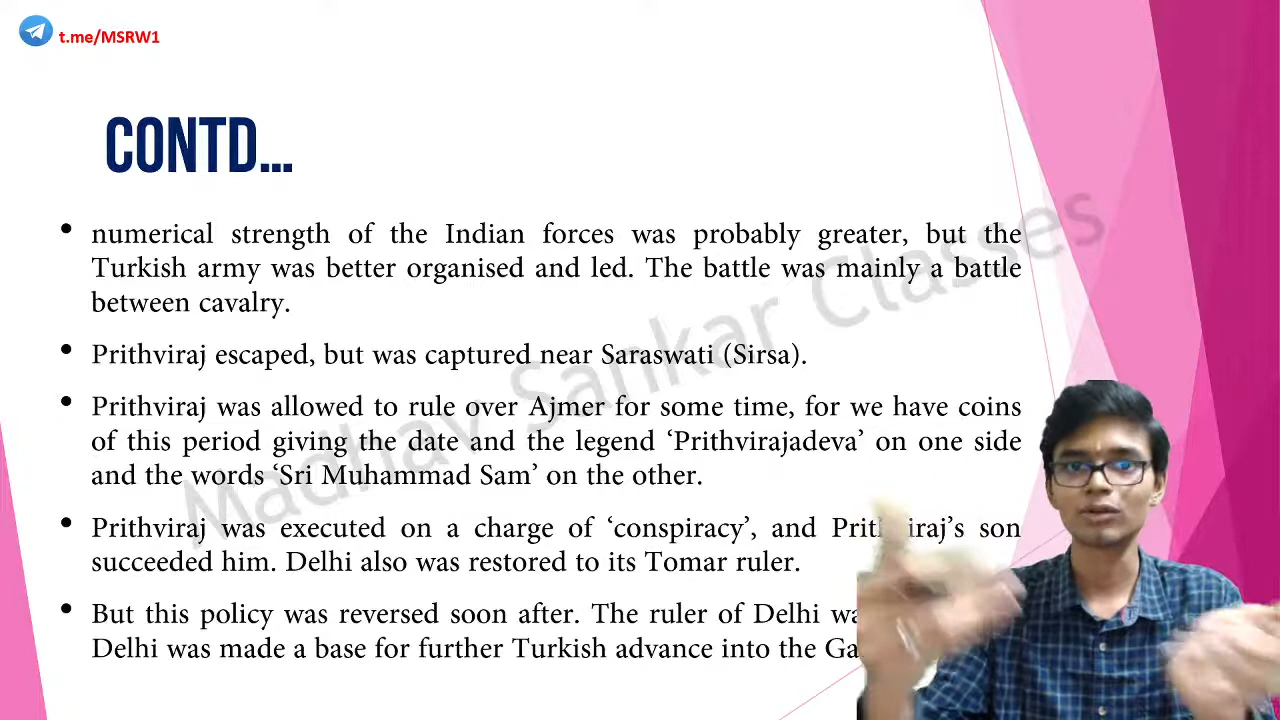 t.me/MSRW1
CONTD...
• numerical strength of the Indian forces was probably greater, but the
Turkish army was better organised and led. The battle was mainly a battle
between cavalry.
• Prithviraj escaped, but was captured near Saraswati (Sirsa).
• Prithviraj was allowed to rule over Ajmer for some time, for we have coins
of this period giving the date and the legend ‘Prithvirajadeva’ on one side
and the words ‘Sri Muhammad Sam’ on the other.
• Prithviraj was executed on a charge of ‘conspiracy’, and Prithviraj’s son
succeeded him. Delhi also was restored to its Tomar ruler.
• But this policy was reversed soon after. The ruler of Delhi
Delhi was made a base for further Turkish advance into the
Madhav Sankar Classes